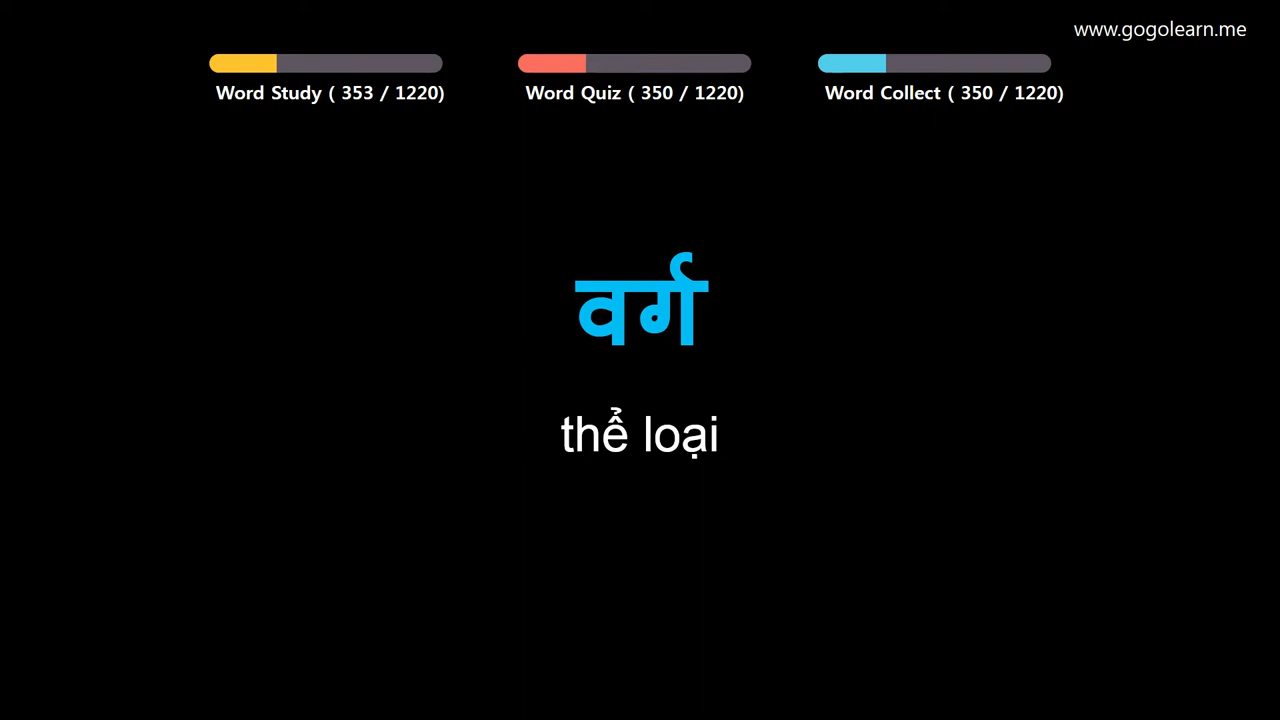 www.gogolearn.me
Word Study ( 353 / 1220)
Word Quiz ( 350 / 1220)
Word Collect ( 350 / 1220)
वर्ग
thể loại